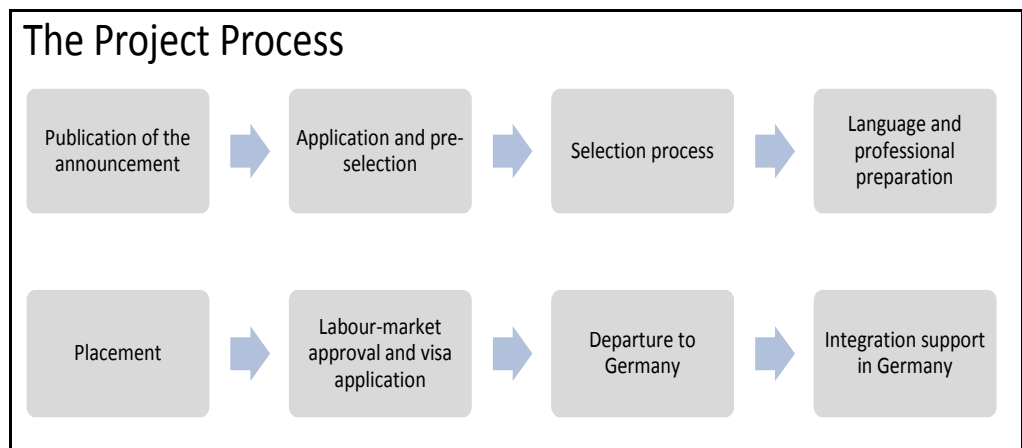 The Project Process
Publication of the
announcement
Application and pre-
selection
Selection process
Language and
professional
preparation
Placement
Labour-market
approval and visa
application
Departure to
Germany
Integration support
in Germany